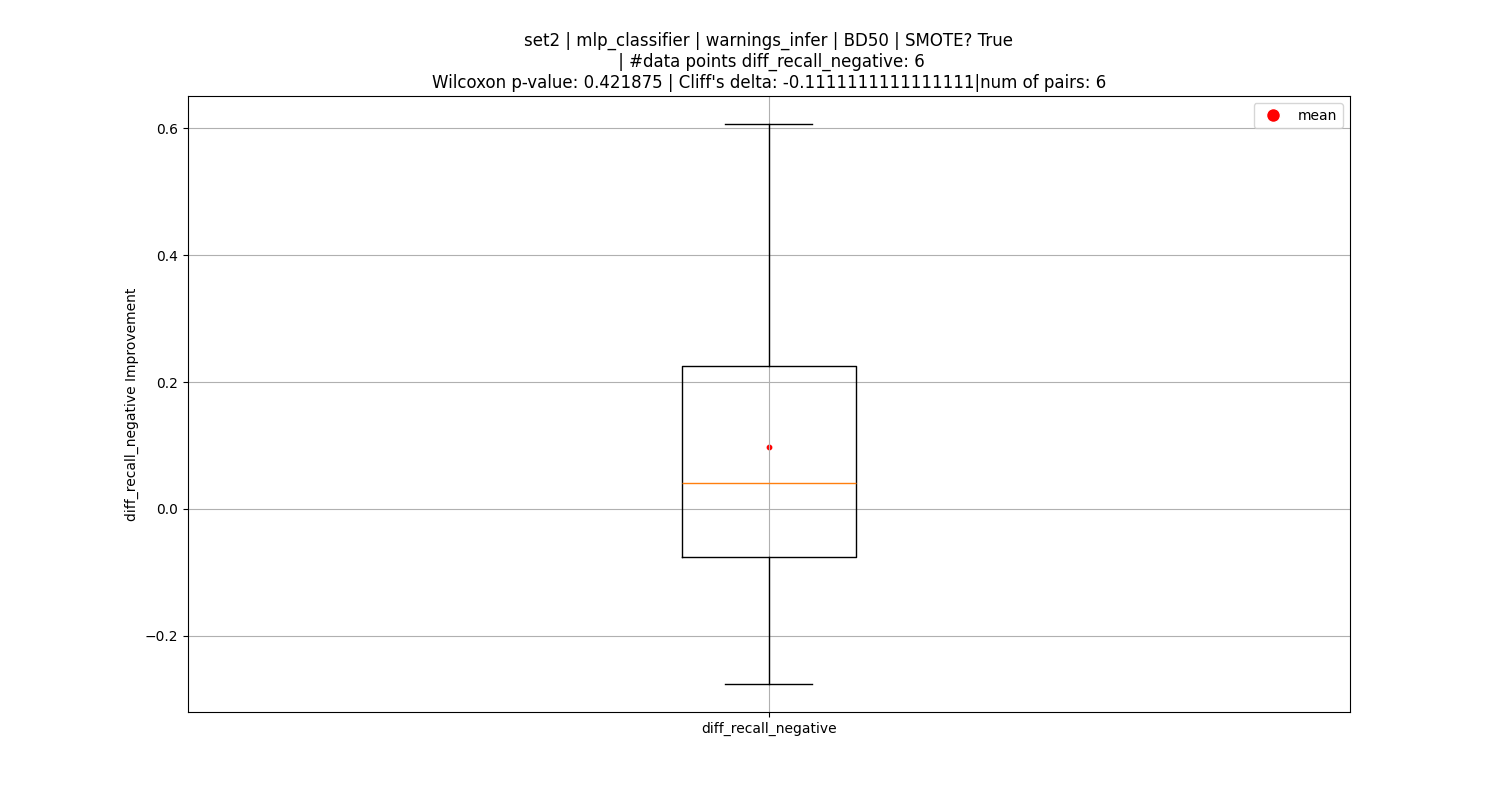 set2 | mlp_classifier | warnings_infer | BD50 | SMOTE? True
| #data points diff_recall_negative: 6
Wilcoxon p-value: 0.421875 | Cliff's delta: -0.1111111111111111|num of pairs: 6
mean
0.6
0.4
0.2
0.0
−0.2
diff_recall_negative Improvement
diff_recall_negative